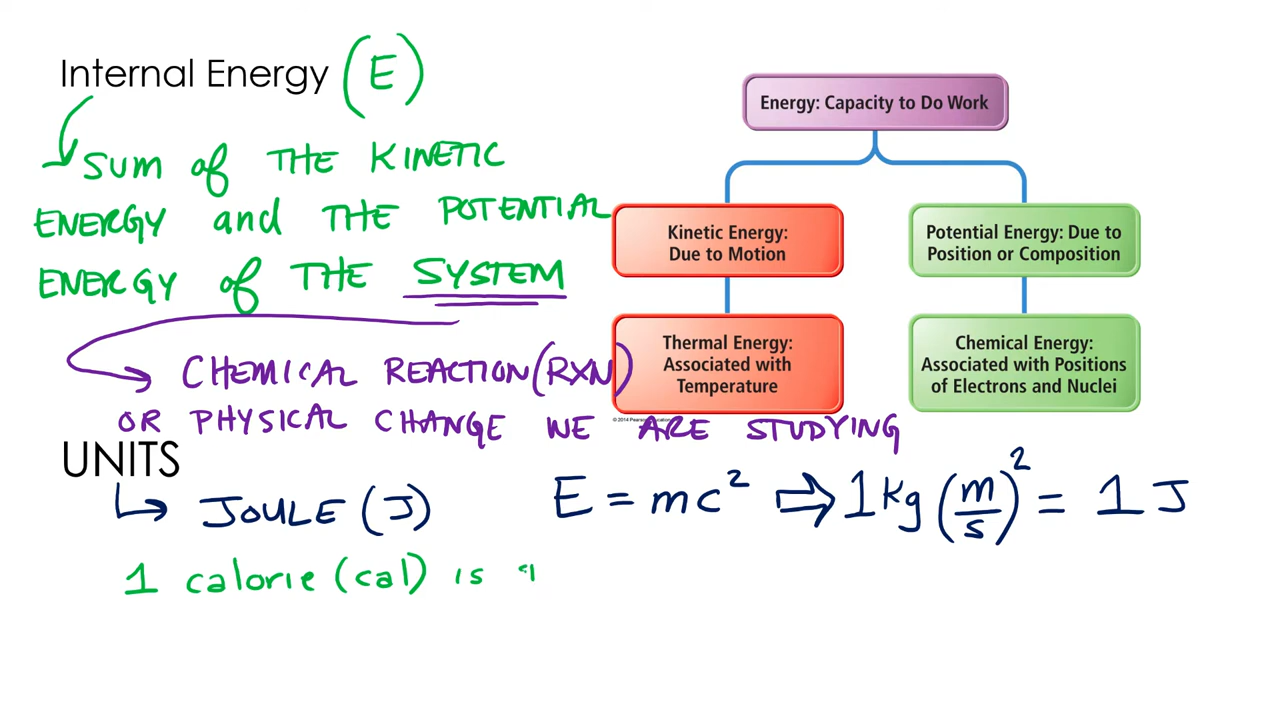 Internal Energy (E)
SUM of THE KINETIC
ENERGY and THE POTENTIAL
ENERGY of THE SYSTEM
CHEMICAL REACTION (RXN)
OR PHYSICAL CHANGE WE ARE STUDYING
Energy: Capacity to Do Work
Kinetic Energy:
Due to Motion
Potential Energy: Due to
Position or Composition
Thermal Energy:
Associated with
Temperature
Chemical Energy:
Associated with Positions
of Electrons and Nuclei
© 2014 Pearson Education
UNITS
JOULE (J)
E = mc² ⇒ 1 kg (m/s)² = 1 J
1 calorie (cal) is